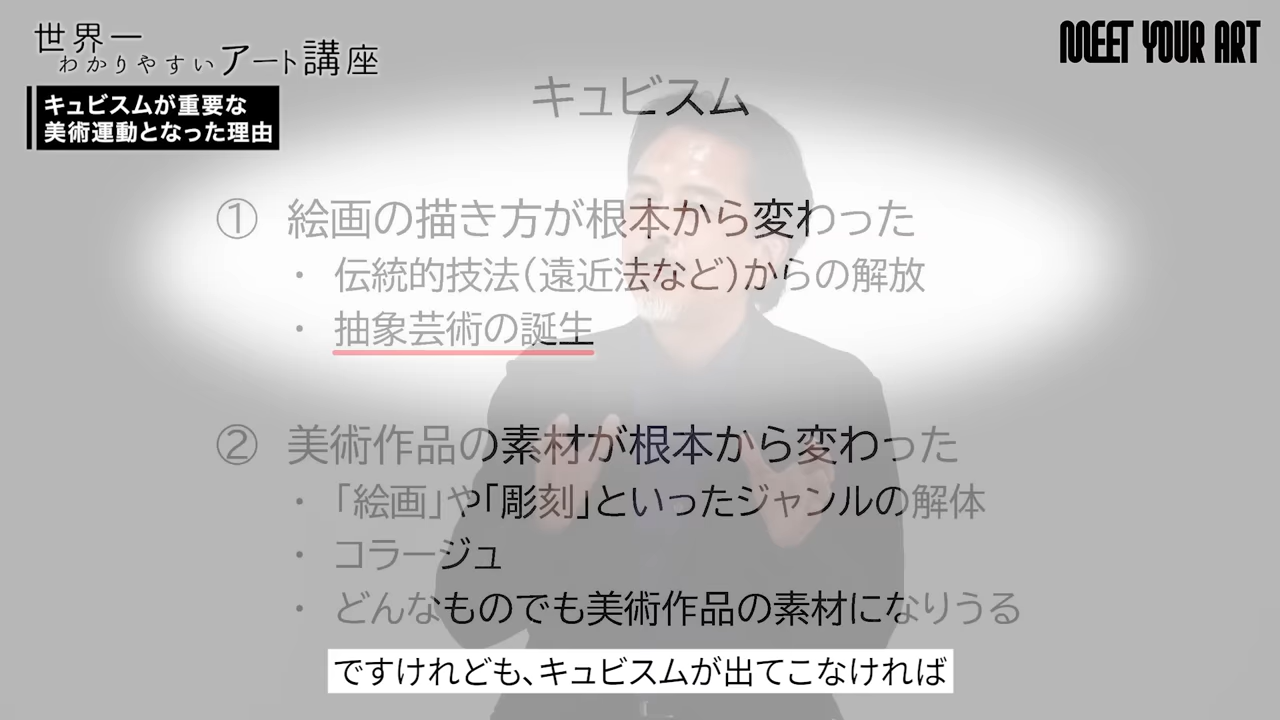 世界一
わかりやすいアート講座
MEET YOUR ART
キュビスムが重要な
美術運動となった理由
キュビスム
① 絵画の描き方が根本から変わった
・ 伝統的技法(遠近法など)からの解放
・ 抽象芸術の誕生
② 美術作品の素材が根本から変わった
・ 「絵画」や「彫刻」といったジャンルの解体
・ コラージュ
・ どんなものでも美術作品の素材になりうる
ですけれども、キュビスムが出てこなければ